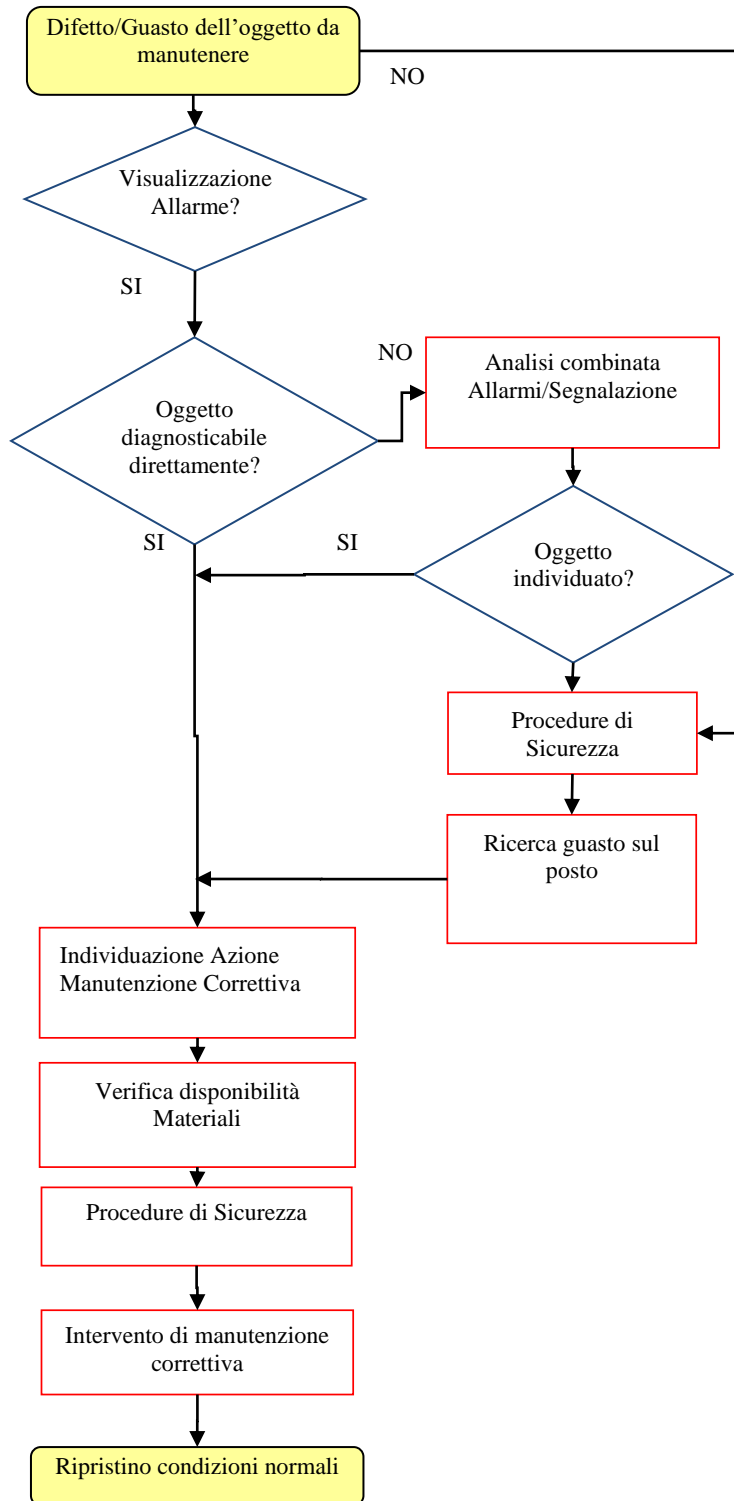 Difetto/Guasto dell’oggetto da
manutenere
NO
Visualizzazione
Allarme?
SI
NO
Analisi combinata
Allarmi/Segnalazione
Oggetto
diagnosticabile
direttamente?
SI
SI
Oggetto
individuato?
Procedure di
Sicurezza
Ricerca guasto sul
posto
Individuazione Azione
Manutenzione Correttiva
Verifica disponibilità
Materiali
Procedure di Sicurezza
Intervento di manutenzione
correttiva
Ripristino condizioni normali